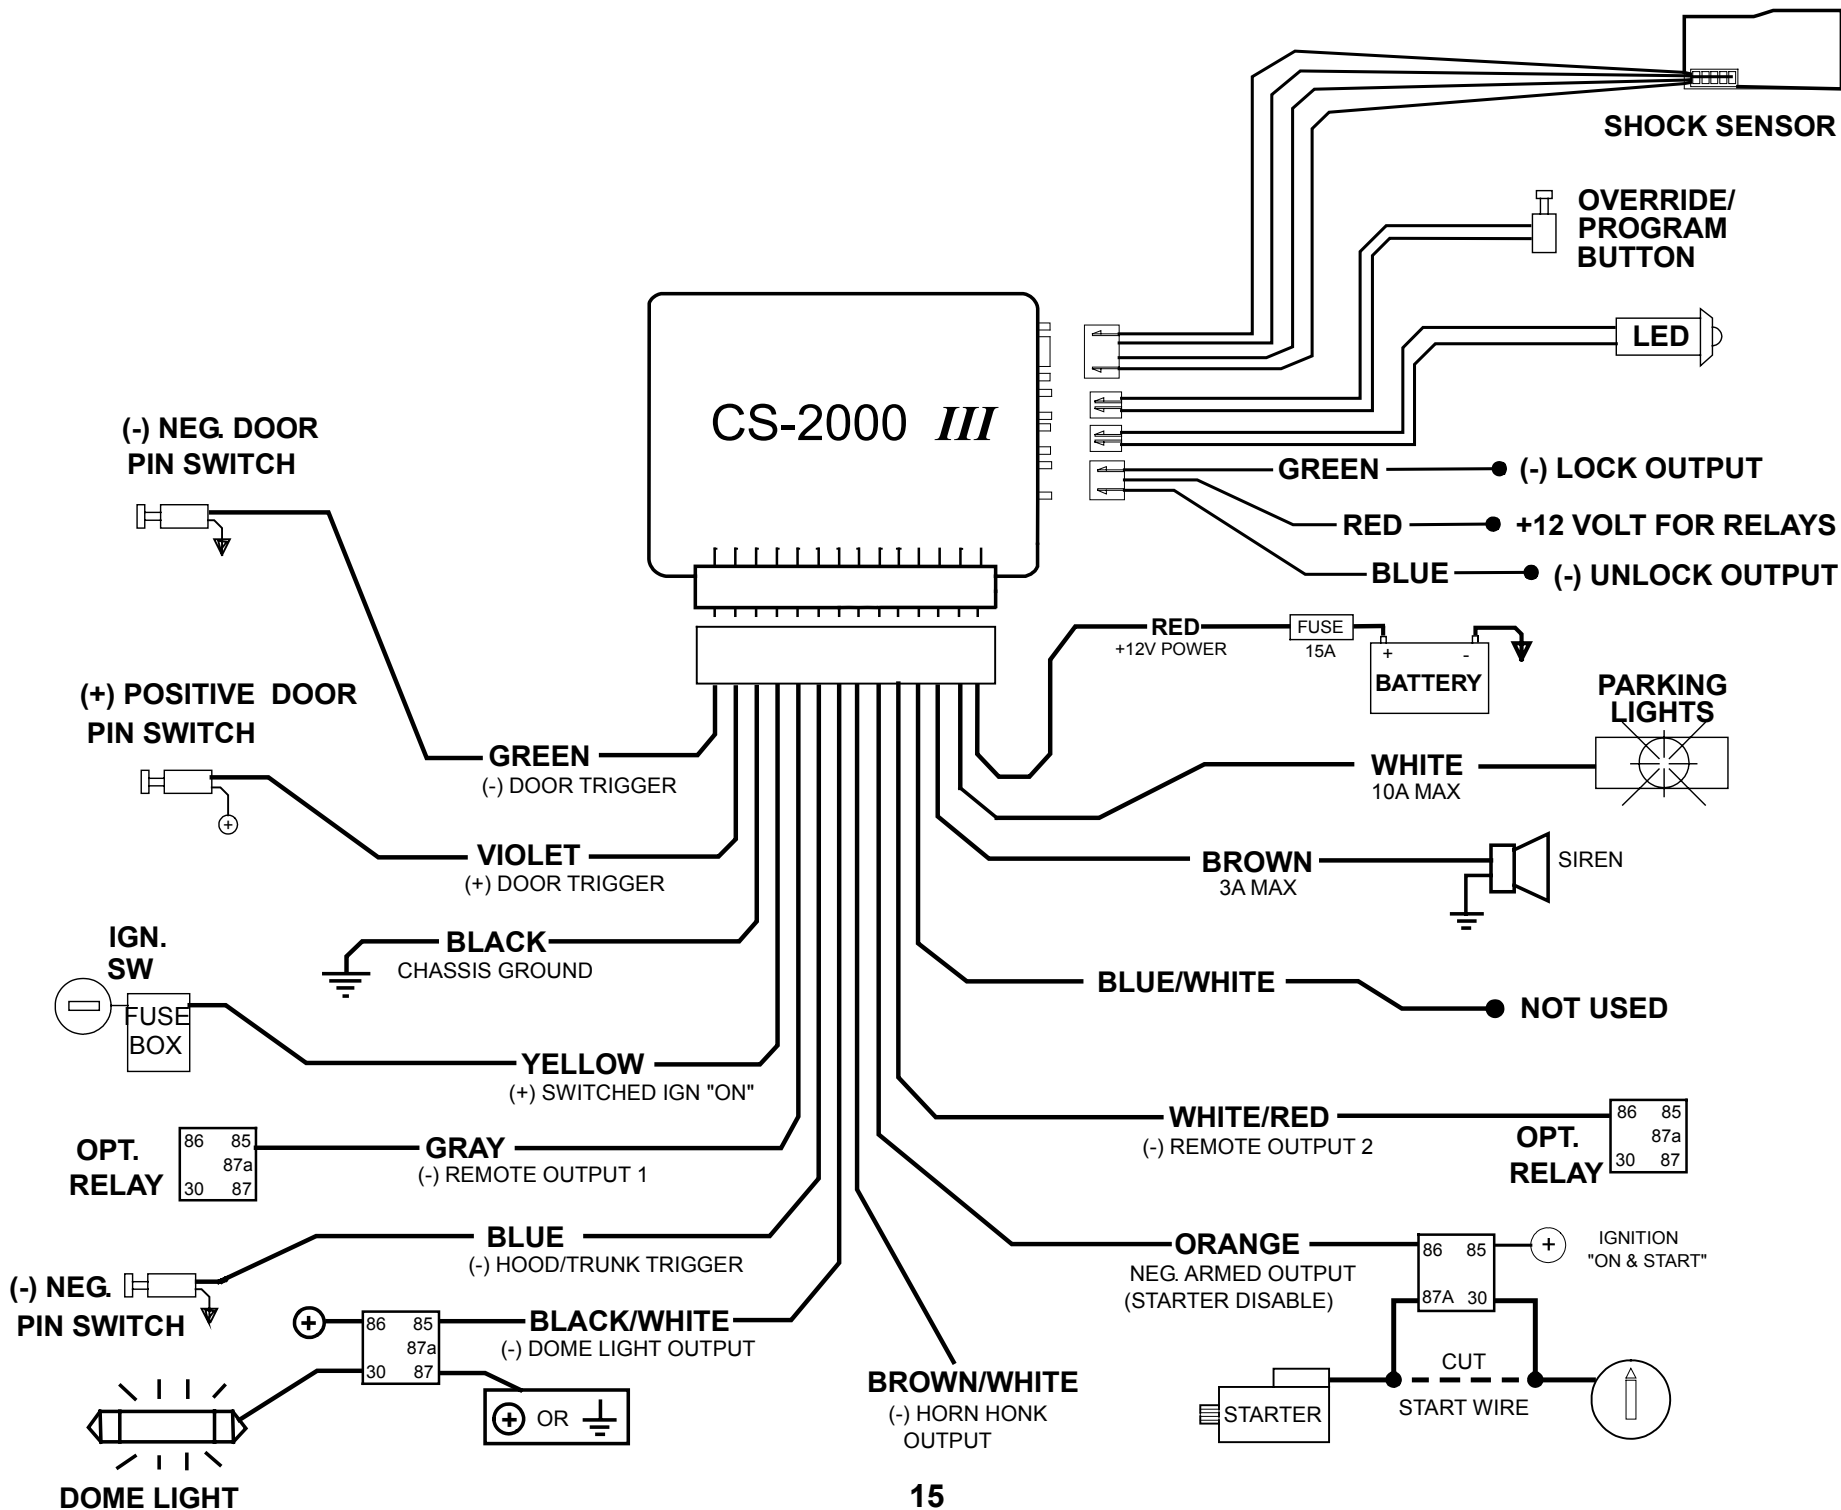 SHOCK SENSOR
OVERRIDE/
PROGRAM
BUTTON
LED
CS-2000 III
GREEN
(-) LOCK OUTPUT
RED
+12 VOLT FOR RELAYS
BLUE
(-) UNLOCK OUTPUT
(-) NEG. DOOR
PIN SWITCH
(+) POSITIVE DOOR
PIN SWITCH
GREEN
(-) DOOR TRIGGER
+
VIOLET
(+) DOOR TRIGGER
BLACK
CHASSIS GROUND
IGN.
SW
FUSE
BOX
YELLOW
(+) SWITCHED IGN "ON"
OPT.
RELAY
86 85
87a
30 87
GRAY
(-) REMOTE OUTPUT 1
BLUE
(-) HOOD/TRUNK TRIGGER
(-) NEG.
PIN SWITCH
+
86 85
87a
30 87
BLACK/WHITE
(-) DOME LIGHT OUTPUT
+ OR
DOME LIGHT
BROWN/WHITE
(-) HORN HONK
OUTPUT
RED
+12V POWER
FUSE
15A
+ -
BATTERY
PARKING
LIGHTS
WHITE
10A MAX
BROWN
3A MAX
SIREN
BLUE/WHITE
NOT USED
WHITE/RED
(-) REMOTE OUTPUT 2
OPT.
RELAY
86 85
87a
30 87
ORANGE
NEG. ARMED OUTPUT
(STARTER DISABLE)
86 85
87A 30
+
IGNITION
"ON & START"
CUT
START WIRE
STARTER
15